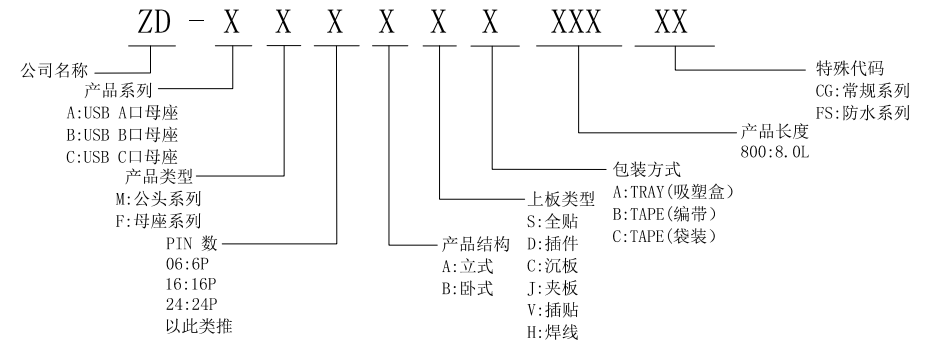 ZD - X X X X X X XXX XX
公司名称
产品系列
A:USB A口母座
B:USB B口母座
C:USB C口母座
产品类型
M:公头系列
F:母座系列
PIN 数
06:6P
16:16P
24:24P
以此类推
产品结构
A:立式
B:卧式
上板类型
S:全贴
D:插件
C:沉板
J:夹板
V:插贴
H:焊线
包装方式
A:TRAY(吸塑盒)
B:TAPE(编带)
C:TAPE(袋装)
产品长度
800:8.0L
特殊代码
CG:常规系列
FS:防水系列